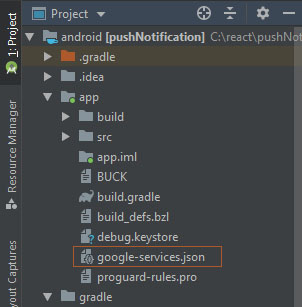 Project
1: Project
Resource Manager
ayout Captures
android [pushNotification] C:\react\pushNot
.gradle
.idea
app
build
src
app.iml
BUCK
build.gradle
build_defs.bzl
debug.keystore
google-services.json
proguard-rules.pro
gradle